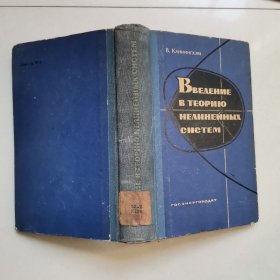 В. Каннингхэм
Введение
в теорию
нелинейных
систем
госэнергоиздат
ВВЕДЕНИЕ В ТЕОРИЮ НЕЛИНЕЙНЫХ СИСТЕМ